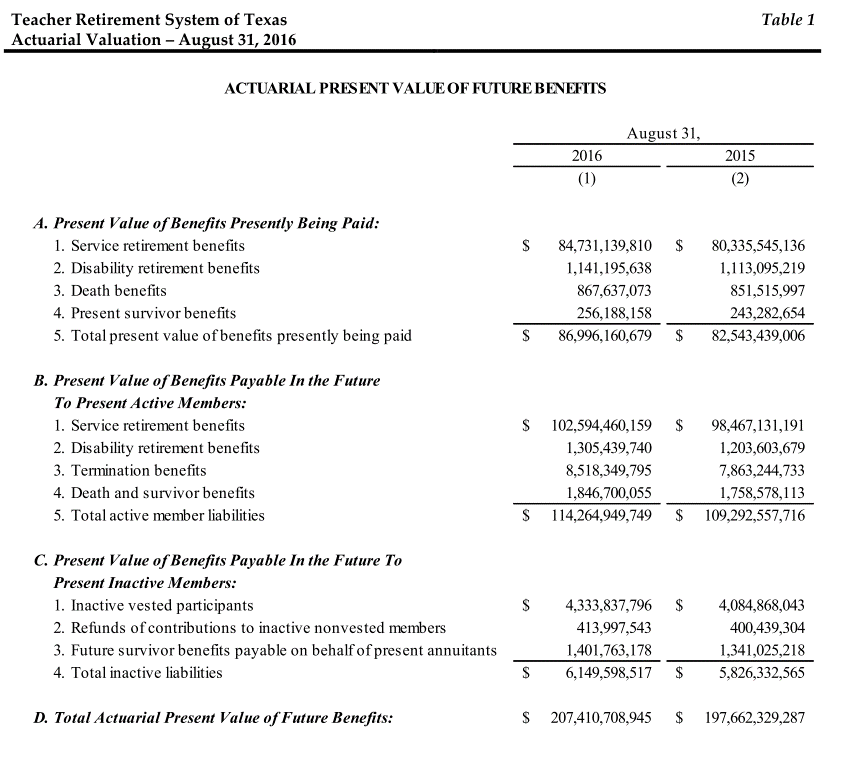 Teacher Retirement System of Texas Table 1
Actuarial Valuation – August 31, 2016
ACTUARIAL PRESENT VALUE OF FUTURE BENEFITS
August 31,
2016 2015
(1) (2)
A. Present Value of Benefits Presently Being Paid:
1. Service retirement benefits $ 84,731,139,810 $ 80,335,545,136
2. Disability retirement benefits 1,141,195,638 1,113,095,219
3. Death benefits 867,637,073 851,515,997
4. Present survivor benefits 256,188,158 243,282,654
5. Total present value of benefits presently being paid $ 86,996,160,679 $ 82,543,439,006
B. Present Value of Benefits Payable In the Future
To Present Active Members:
1. Service retirement benefits $ 102,594,460,159 $ 98,467,131,191
2. Disability retirement benefits 1,305,439,740 1,203,603,679
3. Termination benefits 8,518,349,795 7,863,244,733
4. Death and survivor benefits 1,846,700,055 1,758,578,113
5. Total active member liabilities $ 114,264,949,749 $ 109,292,557,716
C. Present Value of Benefits Payable In the Future To
Present Inactive Members:
1. Inactive vested participants $ 4,333,837,796 $ 4,084,868,043
2. Refunds of contributions to inactive nonvested members 413,997,543 400,439,304
3. Future survivor benefits payable on behalf of present annuitants 1,401,763,178 1,341,025,218
4. Total inactive liabilities $ 6,149,598,517 $ 5,826,332,565
D. Total Actuarial Present Value of Future Benefits: $ 207,410,708,945 $ 197,662,329,287